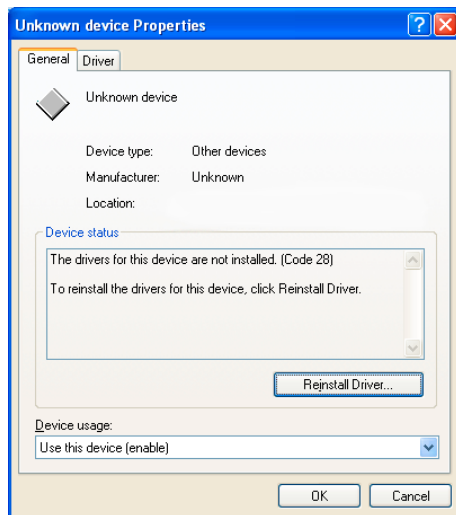 Unknown device Properties
General Driver
Unknown device
Device type: Other devices
Manufacturer: Unknown
Location:
Device status
The drivers for this device are not installed. (Code 28)
To reinstall the drivers for this device, click Reinstall Driver.
Reinstall Driver...
Device usage:
Use this device (enable)
OK Cancel